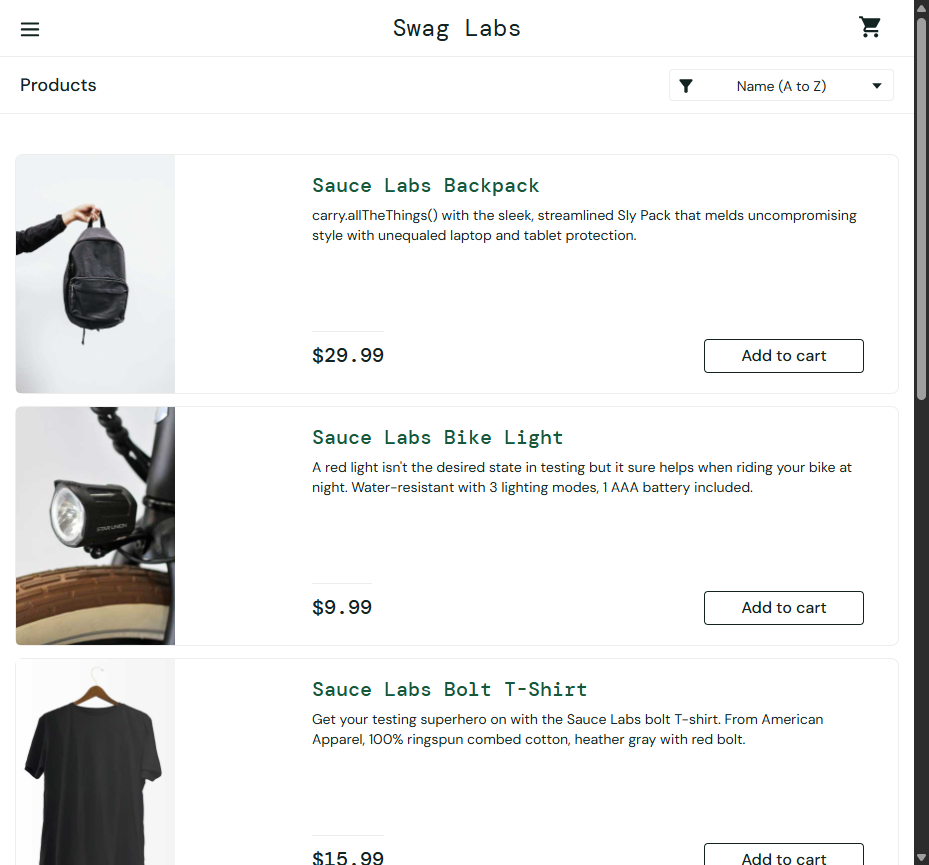 Swag Labs
Products
Name (A to Z)
Sauce Labs Backpack
carry.allTheThings() with the sleek, streamlined Sly Pack that melds uncompromising
style with unequaled laptop and tablet protection.
$29.99
Add to cart
Sauce Labs Bike Light
A red light isn't the desired state in testing but it sure helps when riding your bike at
night. Water-resistant with 3 lighting modes, 1 AAA battery included.
$9.99
Add to cart
Sauce Labs Bolt T-Shirt
Get your testing superhero on with the Sauce Labs bolt T-shirt. From American
Apparel, 100% ringspun combed cotton, heather gray with red bolt.
$15.99
Add to cart